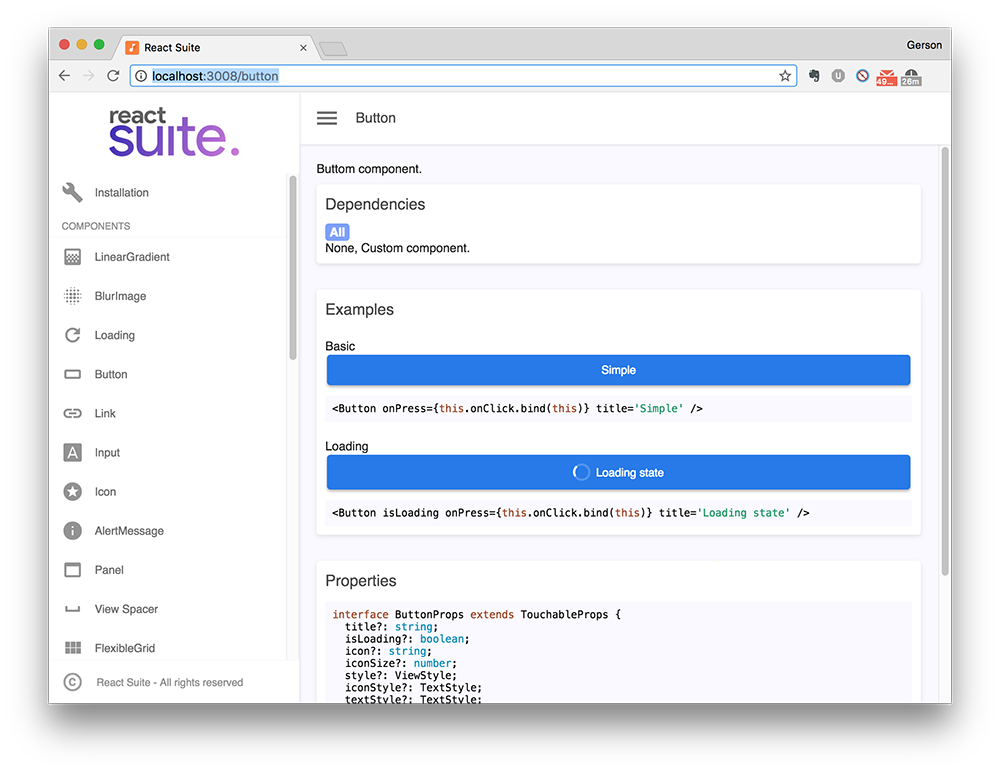 React Suite
Gerson
localhost:3008/button
49...
26m
react
suite.
Button
Installation
COMPONENTS
LinearGradient
BlurImage
Loading
Button
Link
Input
Icon
AlertMessage
Panel
View Spacer
FlexibleGrid
React Suite - All rights reserved
Buttom component.
Dependencies
All
None, Custom component.
Examples
Basic
Simple
<Button onPress={this.onClick.bind(this)} title='Simple' />
Loading
Loading state
<Button isLoading onPress={this.onClick.bind(this)} title='Loading state' />
Properties
interface ButtonProps extends TouchableProps {
title?: string;
isLoading?: boolean;
icon?: string;
iconSize?: number;
style?: ViewStyle;
iconStyle?: TextStyle;
textStyle?: TextStyle;